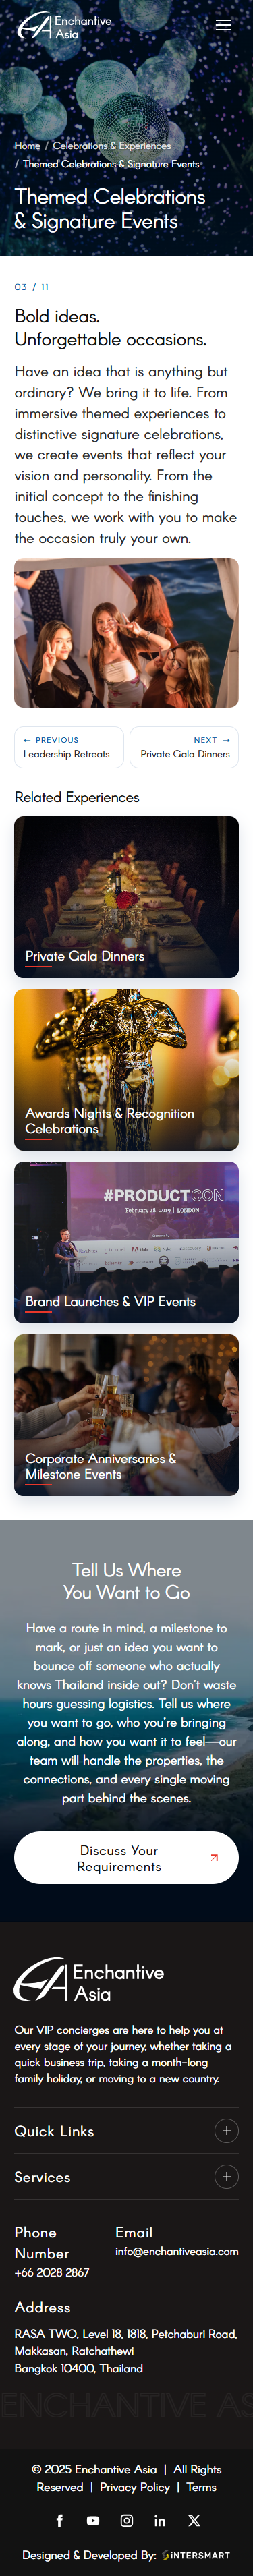 Enchantive
Asia
Home / Celebrations & Experiences
/ Themed Celebrations & Signature Events
Themed Celebrations
& Signature Events
03 / 11
Bold ideas.
Unforgettable occasions.
Have an idea that is anything but
ordinary? We bring it to life. From
immersive themed experiences to
distinctive signature celebrations,
we create events that reflect your
vision and personality. From the
initial concept to the finishing
touches, we work with you to make
the occasion truly your own.
← PREVIOUS
Leadership Retreats
NEXT →
Private Gala Dinners
Related Experiences
Private Gala Dinners
Awards Nights & Recognition
Celebrations
#PRODUCTCON
February 28, 2019 | LONDON
Brand Launches & VIP Events
Corporate Anniversaries &
Milestone Events
Tell Us Where
You Want to Go
Have a route in mind, a milestone to
mark, or just an idea you want to
bounce off someone who actually
knows Thailand inside out? Don't waste
hours guessing logistics. Tell us where
you want to go, who you're bringing
along, and how you want it to feel—our
team will handle the properties, the
connections, and every single moving
part behind the scenes.
Discuss Your
Requirements
Enchantive
Asia
Our VIP concierges are here to help you at
every stage of your journey, whether taking a
quick business trip, taking a month-long
family holiday, or moving to a new country.
Quick Links
Services
Phone
Number
+66 2028 2867
Email
info@enchantiveasia.com
Address
RASA TWO, Level 18, 1818, Petchaburi Road,
Makkasan, Ratchathewi
Bangkok 10400, Thailand
ENCHANTIVE AS
© 2025 Enchantive Asia | All Rights
Reserved | Privacy Policy | Terms
Designed & Developed By: INTERSMART